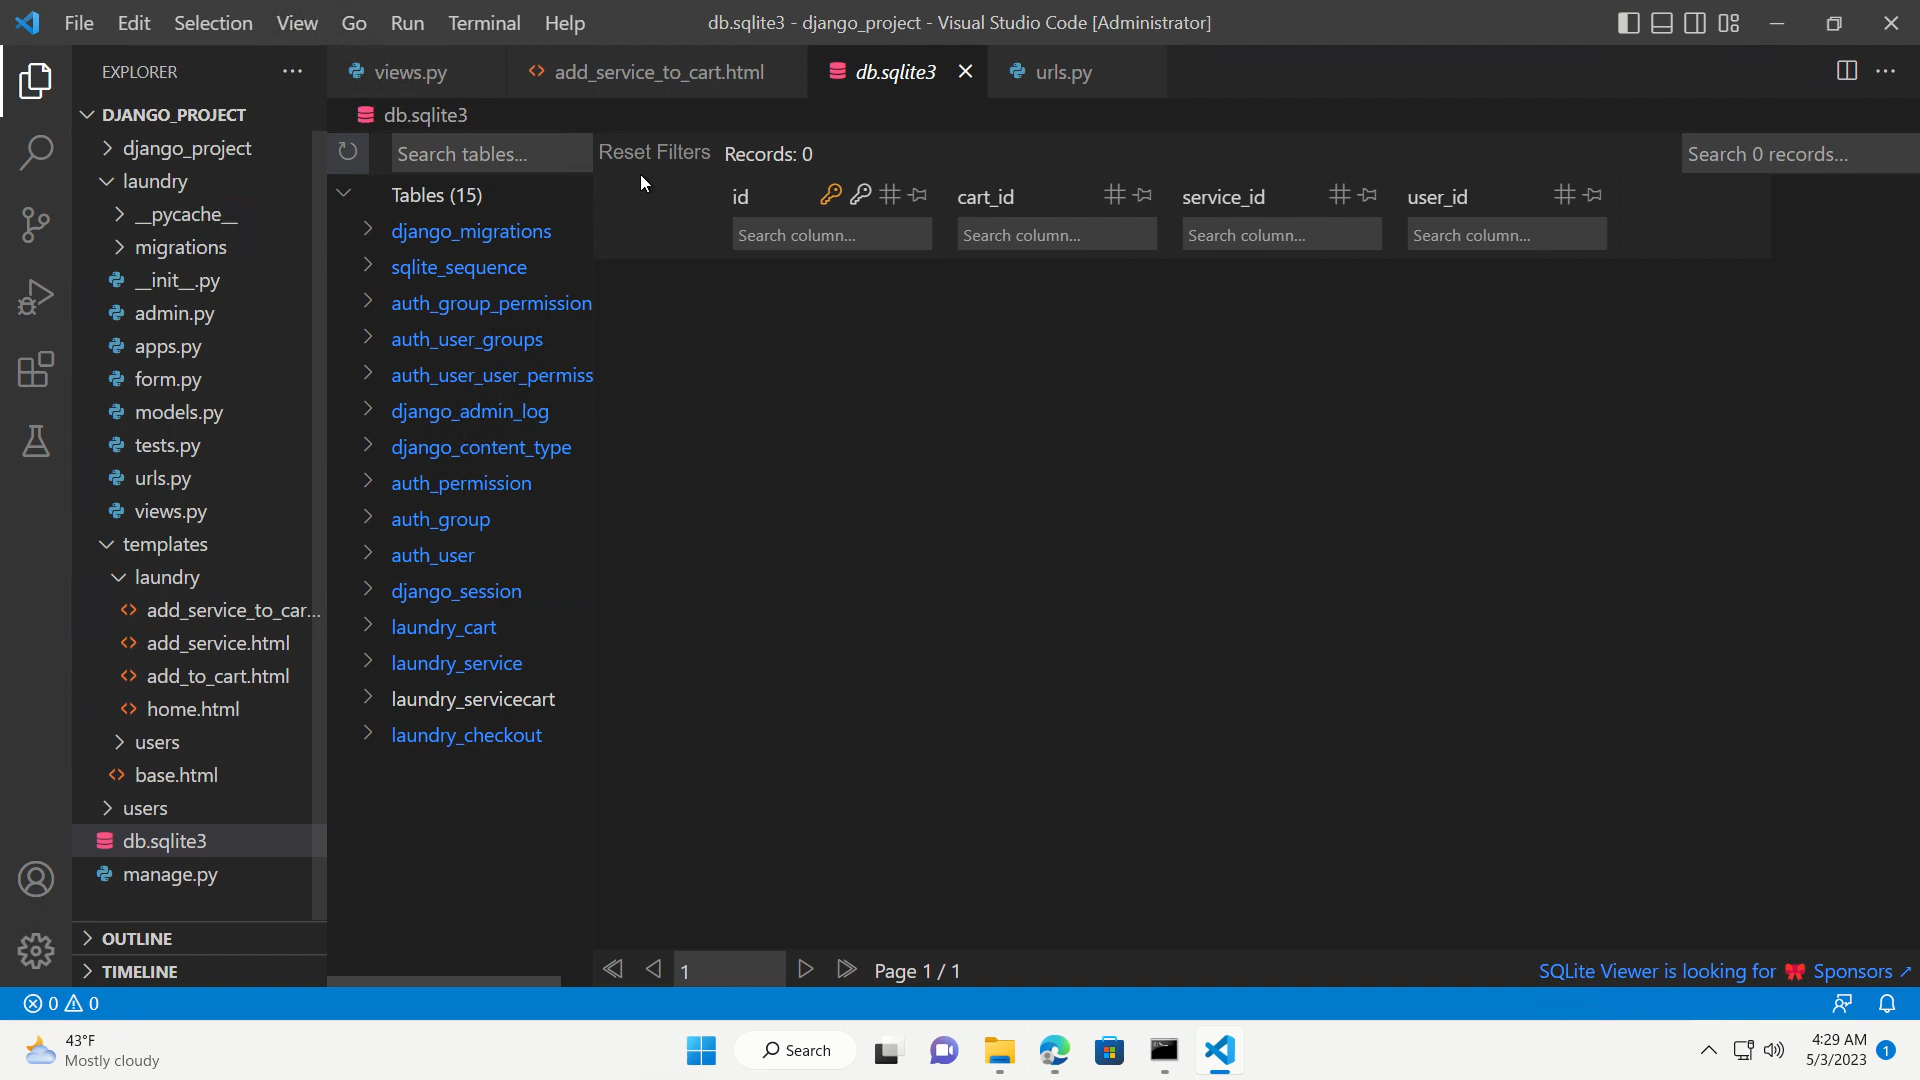 File Edit Selection View Go Run Terminal Help
db.sqlite3 - django_project - Visual Studio Code [Administrator]
EXPLORER
views.py
add_service_to_cart.html
db.sqlite3
urls.py
DJANGO_PROJECT
django_project
laundry
__pycache__
migrations
__init__.py
admin.py
apps.py
form.py
models.py
tests.py
urls.py
views.py
templates
laundry
add_service_to_car...
add_service.html
add_to_cart.html
home.html
users
base.html
users
db.sqlite3
manage.py
OUTLINE
TIMELINE
db.sqlite3
Search tables...
Reset Filters
Records: 0
Search 0 records...
Tables (15)
django_migrations
sqlite_sequence
auth_group_permission
auth_user_groups
auth_user_user_permiss
django_admin_log
django_content_type
auth_permission
auth_group
auth_user
django_session
laundry_cart
laundry_service
laundry_servicecart
laundry_checkout
id cart_id service_id user_id
Search column... Search column... Search column... Search column...
1
Page 1 / 1
SQLite Viewer is looking for Sponsors
0 0
43°F
Mostly cloudy
Search
4:29 AM
5/3/2023
1